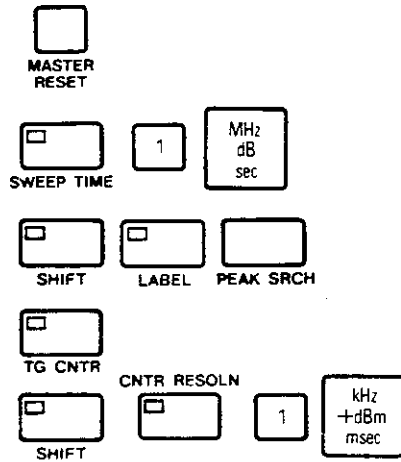 MASTER
RESET
1
MHz
dB
sec
SWEEP TIME
SHIFT
LABEL
PEAK SRCH
TG CNTR
CNTR RESOLN
1
kHz
+dBm
msec
SHIFT